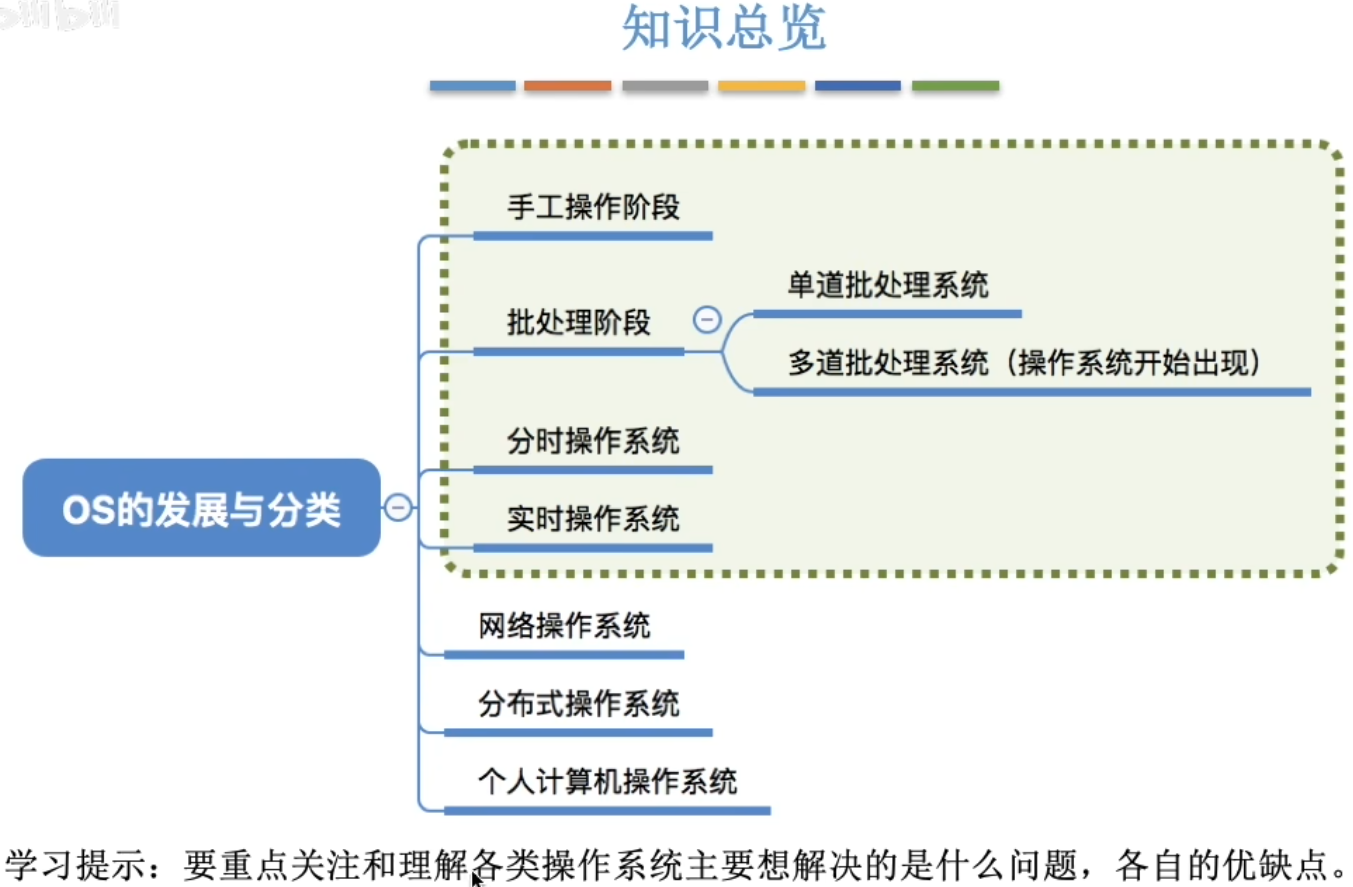 知识总览
手工操作阶段
批处理阶段
单道批处理系统
多道批处理系统（操作系统开始出现）
分时操作系统
实时操作系统
OS的发展与分类
网络操作系统
分布式操作系统
个人计算机操作系统
学习提示：要重点关注和理解各类操作系统主要想解决的是什么问题，各自的优缺点。